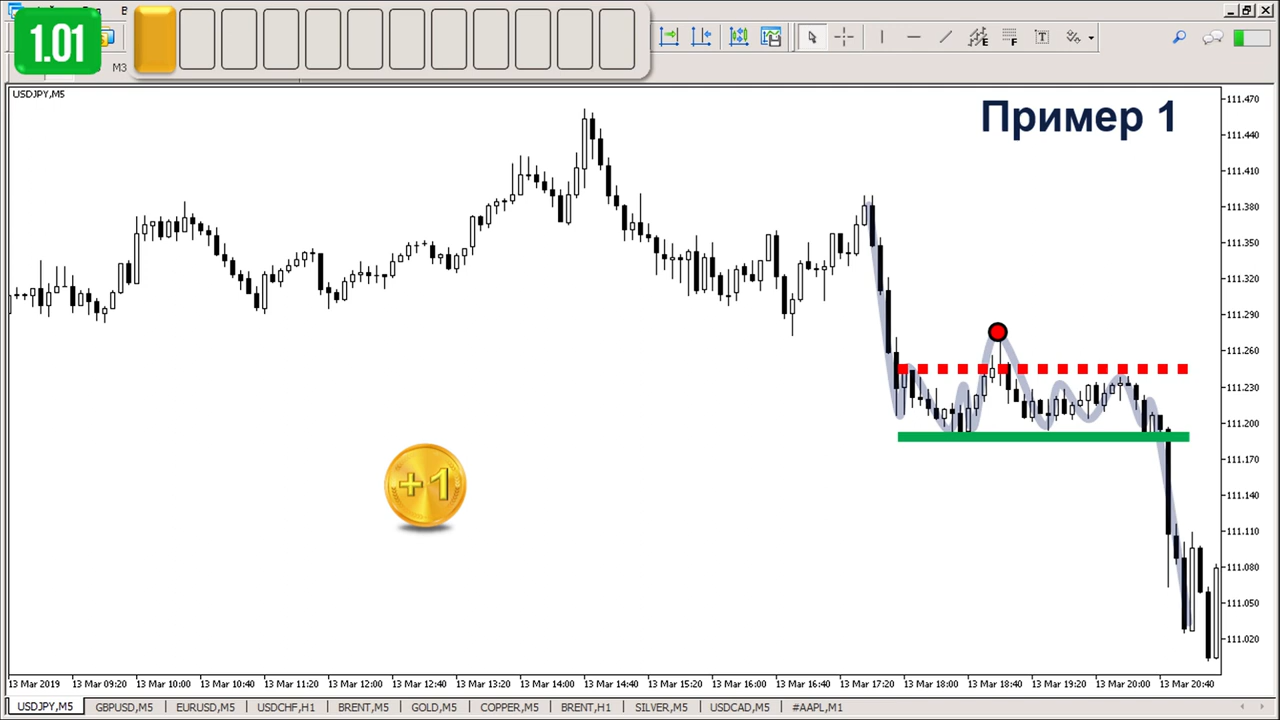 1.01
M3
E
F
T
USDJPY,M5
Пример 1
111.470
111.440
111.410
111.380
111.350
111.320
111.290
111.260
111.230
111.200
111.170
111.140
111.110
111.080
111.050
111.020
+1
13 Mar 2019 13 Mar 09:20 13 Mar 10:00 13 Mar 10:40 13 Mar 11:20 13 Mar 12:00 13 Mar 12:40 13 Mar 13:20 13 Mar 14:00 13 Mar 14:40 13 Mar 15:20 13 Mar 16:00 13 Mar 16:40 13 Mar 17:20 13 Mar 18:00 13 Mar 18:40 13 Mar 19:20 13 Mar 20:00 13 Mar 20:40
USDJPY,M5 GBPUSD,M5 EURUSD,M5 USDCHF,H1 BRENT,M5 GOLD,M5 COPPER,M5 BRENT,H1 SILVER,M5 USDCAD,M5 #AAPL,M1